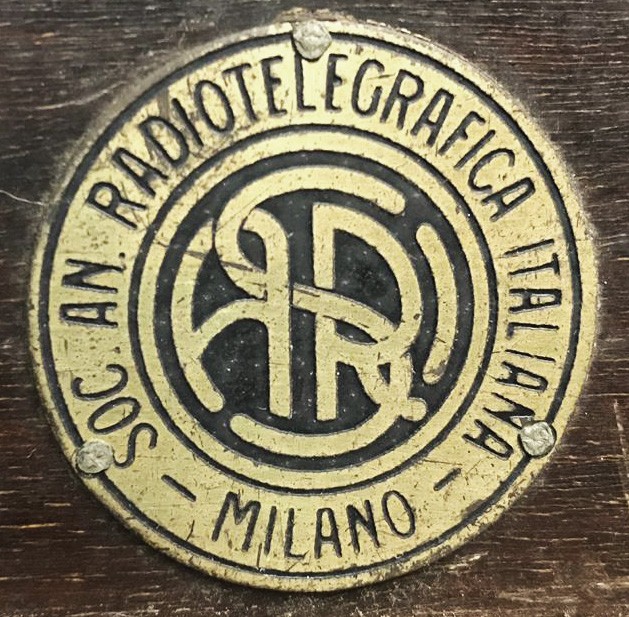 SOC. AN. RADIOTELEGRAFICA ITALIANA
- MILANO -